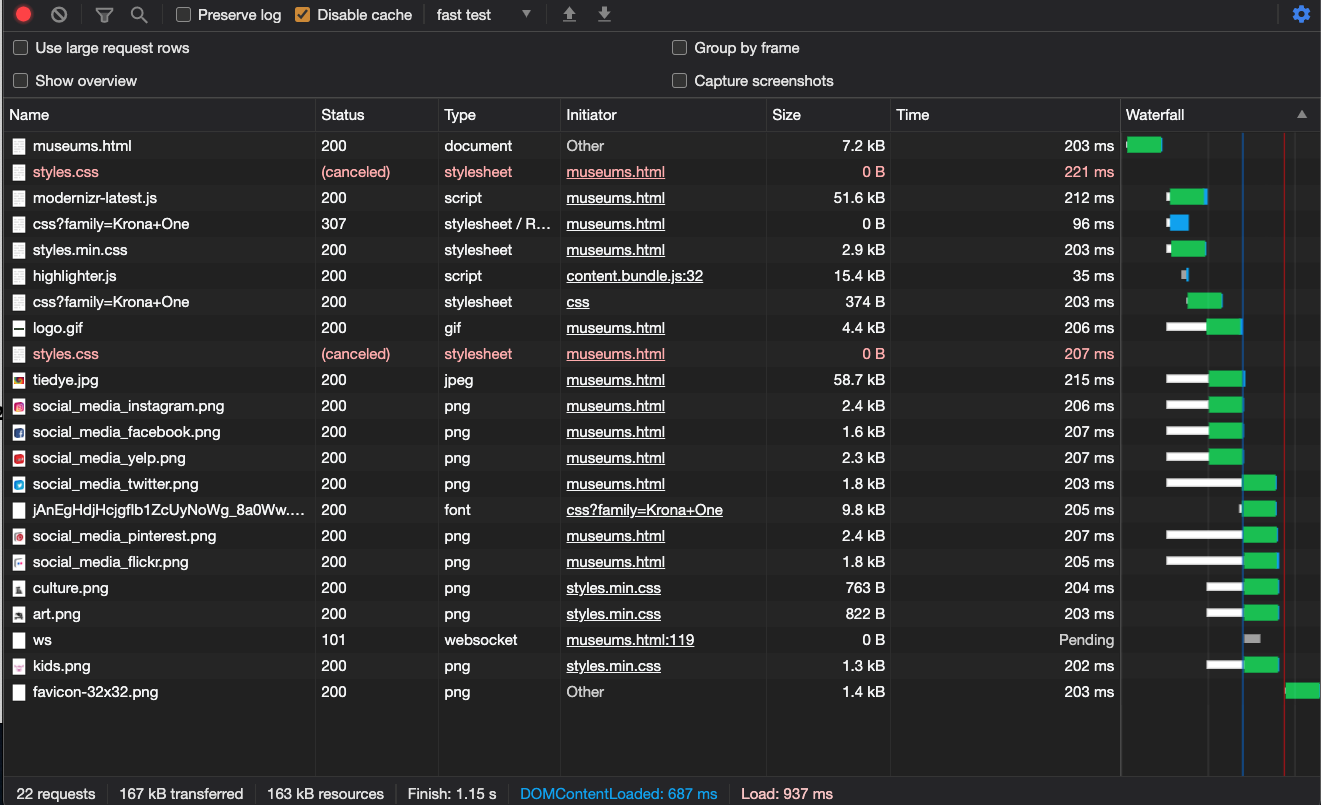 Preserve log Disable cache fast test
Use large request rows Group by frame
Show overview Capture screenshots
Name Status Type Initiator Size Time Waterfall
museums.html 200 document Other 7.2 kB 203 ms
styles.css (canceled) stylesheet museums.html 0 B 221 ms
modernizr-latest.js 200 script museums.html 51.6 kB 212 ms
css?family=Krona+One 307 stylesheet / R... museums.html 0 B 96 ms
styles.min.css 200 stylesheet museums.html 2.9 kB 203 ms
highlighter.js 200 script content.bundle.js:32 15.4 kB 35 ms
css?family=Krona+One 200 stylesheet css 374 B 203 ms
logo.gif 200 gif museums.html 4.4 kB 206 ms
styles.css (canceled) stylesheet museums.html 0 B 207 ms
tiedye.jpg 200 jpeg museums.html 58.7 kB 215 ms
social_media_instagram.png 200 png museums.html 2.4 kB 206 ms
social_media_facebook.png 200 png museums.html 1.6 kB 207 ms
social_media_yelp.png 200 png museums.html 2.3 kB 207 ms
social_media_twitter.png 200 png museums.html 1.8 kB 203 ms
jAnEgHdjHcjgfIb1ZcUyNoWg_8a0Ww.... 200 font css?family=Krona+One 9.8 kB 205 ms
social_media_pinterest.png 200 png museums.html 2.4 kB 207 ms
social_media_flickr.png 200 png museums.html 1.8 kB 205 ms
culture.png 200 png styles.min.css 763 B 204 ms
art.png 200 png styles.min.css 822 B 203 ms
ws 101 websocket museums.html:119 0 B Pending
kids.png 200 png styles.min.css 1.3 kB 202 ms
favicon-32x32.png 200 png Other 1.4 kB 203 ms
22 requests 167 kB transferred 163 kB resources Finish: 1.15 s DOMContentLoaded: 687 ms Load: 937 ms